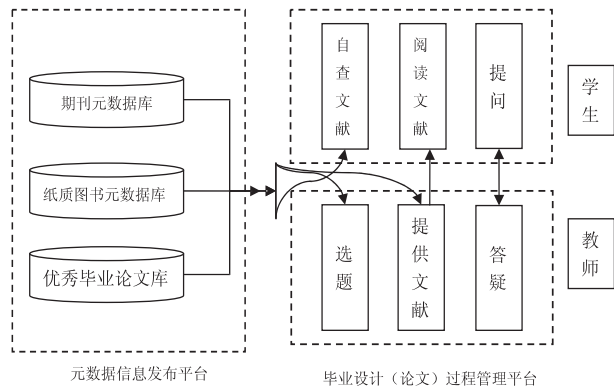 期刊元数据库
纸质图书元数据库
优秀毕业论文库
元数据信息发布平台
自查文献
阅读文献
提问
学生
选题
提供文献
答疑
教师
毕业设计（论文）过程管理平台